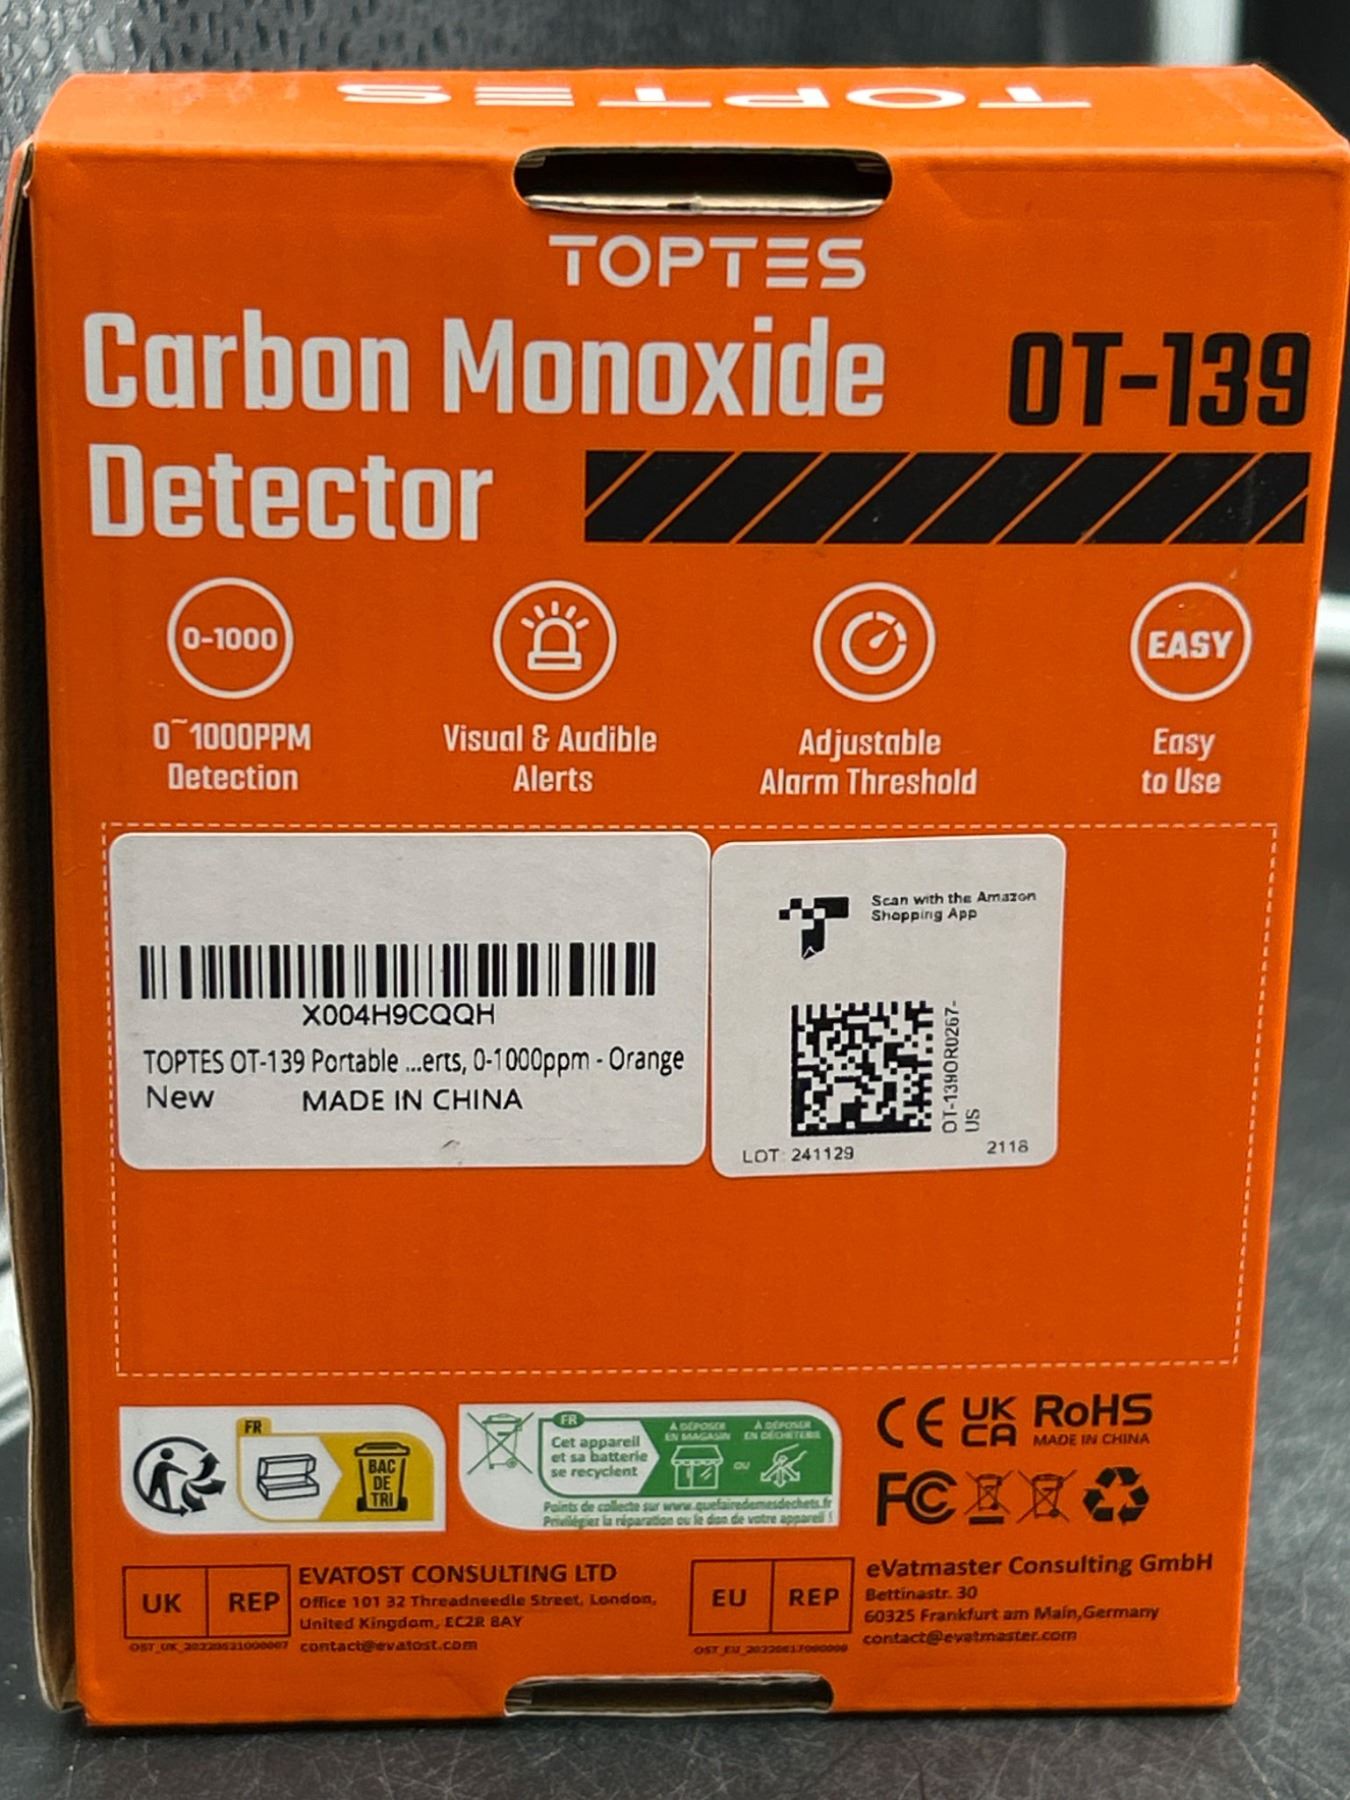 TOPTES
TOPTES
Carbon Monoxide
Detector
OT-139
0-1000
EASY
0~1000PPM
Detection
Visual & Audible
Alerts
Adjustable
Alarm Threshold
Easy
to Use
X004H9CQQH
TOPTES OT-139 Portable ...erts, 0-1000ppm - Orange
New MADE IN CHINA
Scan with the Amazon
Shopping App
OT-139OR0267-
US
LOT: 241129
2118
FR
BAC
DE
TRI
FR
Cet appareil
et sa batterie
se recyclent
À DÉPOSER
EN MAGASIN
OU
À DÉPOSER
EN DÉCHÈTERIE
Points de collecte sur www.quefairedemesdechets.fr
Privilégiez la réparation ou le don de votre appareil !
CE
UK
CA
RoHS
MADE IN CHINA
FC
UK REP
OST_UK_20220621000007
EVATOST CONSULTING LTD
Office 101 32 Threadneedle Street, London,
United Kingdom, EC2R 8AY
contact@evatost.com
EU REP
eVatmaster Consulting GmbH
Bettinastr. 30
60325 Frankfurt am Main,Germany
contact@evatmaster.com